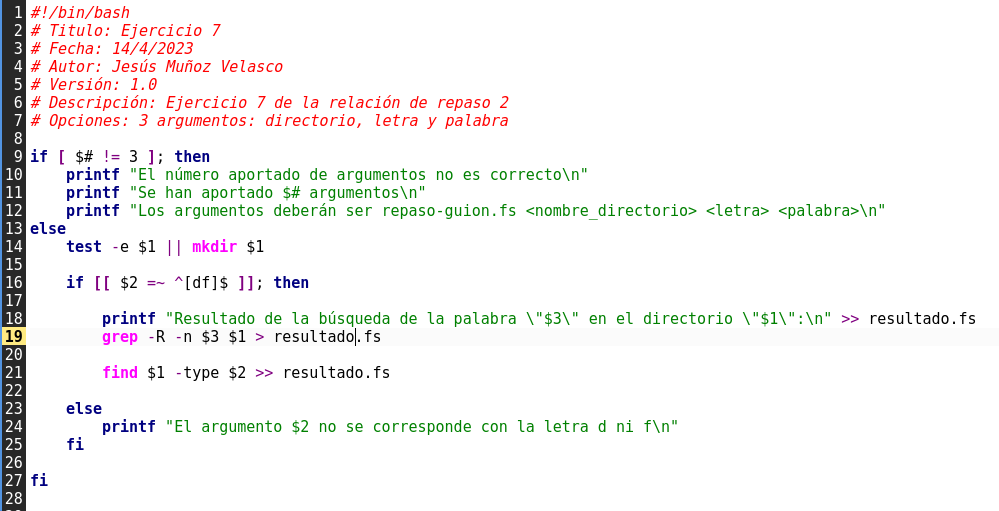 1 #!/bin/bash
2 # Titulo: Ejercicio 7
3 # Fecha: 14/4/2023
4 # Autor: Jesús Muñoz Velasco
5 # Versión: 1.0
6 # Descripción: Ejercicio 7 de la relación de repaso 2
7 # Opciones: 3 argumentos: directorio, letra y palabra
8
9 if [ $# != 3 ]; then
10     printf "El número aportado de argumentos no es correcto\n"
11     printf "Se han aportado $# argumentos\n"
12     printf "Los argumentos deberán ser repaso-guion.fs <nombre_directorio> <letra> <palabra>\n"
13 else
14     test -e $1 || mkdir $1
15
16     if [[ $2 =~ ^[df]$ ]]; then
17
18         printf "Resultado de la búsqueda de la palabra \"$3\" en el directorio \"$1\":\n" >> resultado.fs
19         grep -R -n $3 $1 > resultado.fs
20
21         find $1 -type $2 >> resultado.fs
22
23     else
24         printf "El argumento $2 no se corresponde con la letra d ni f\n"
25     fi
26
27 fi
28